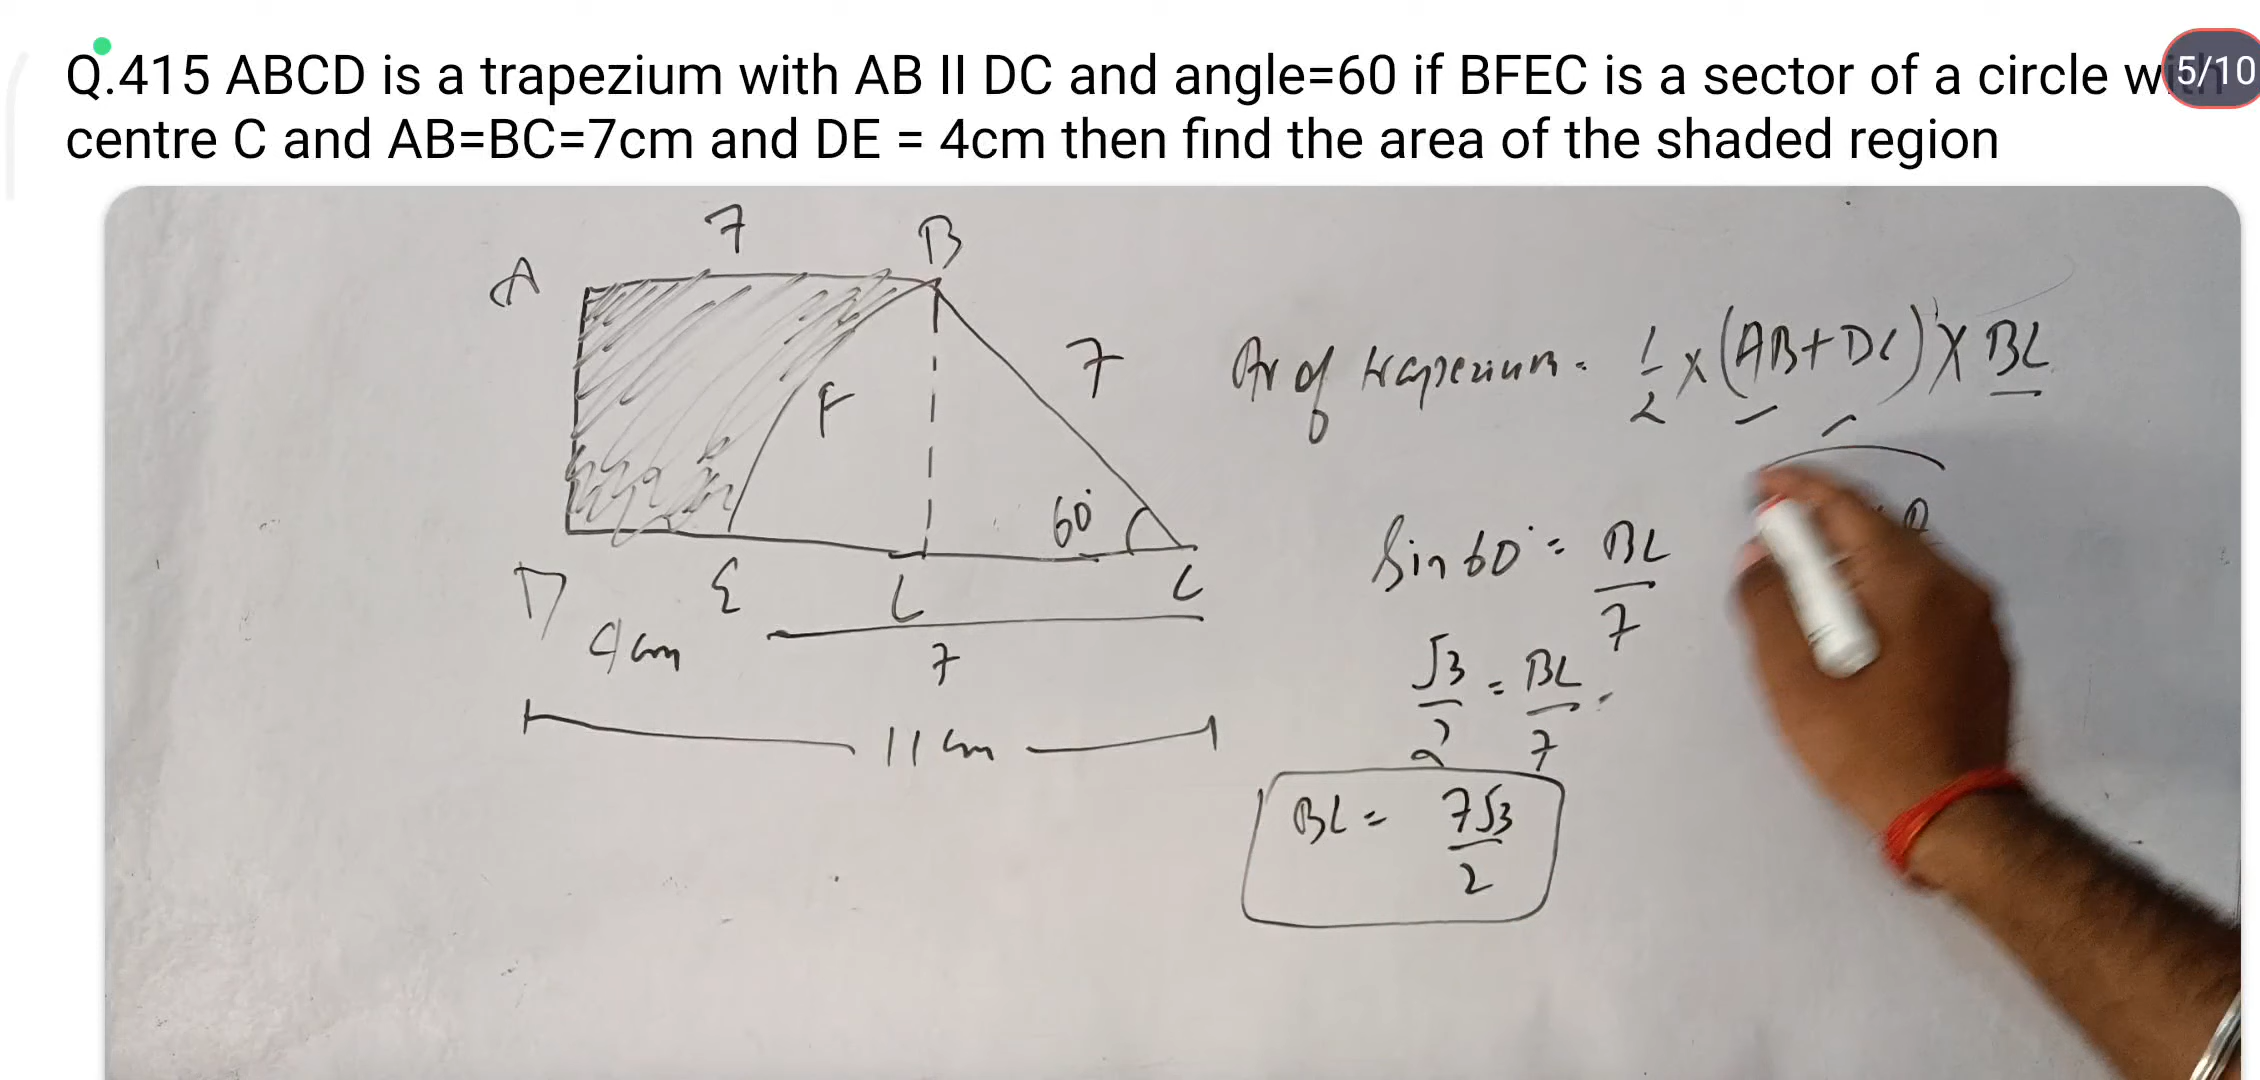 Q.415 ABCD is a trapezium with AB II DC and angle=60 if BFEC is a sector of a circle with
5/10
centre C and AB=BC=7cm and DE = 4cm then find the area of the shaded region
7
A
B
7
F
60°
D
E
L
C
4cm
7
11 cm
Ar of trapezium = 1/2 × (AB+DC) × BL
Sin 60° = BL/7
√3/2 = BL/7
BL = 7√3/2